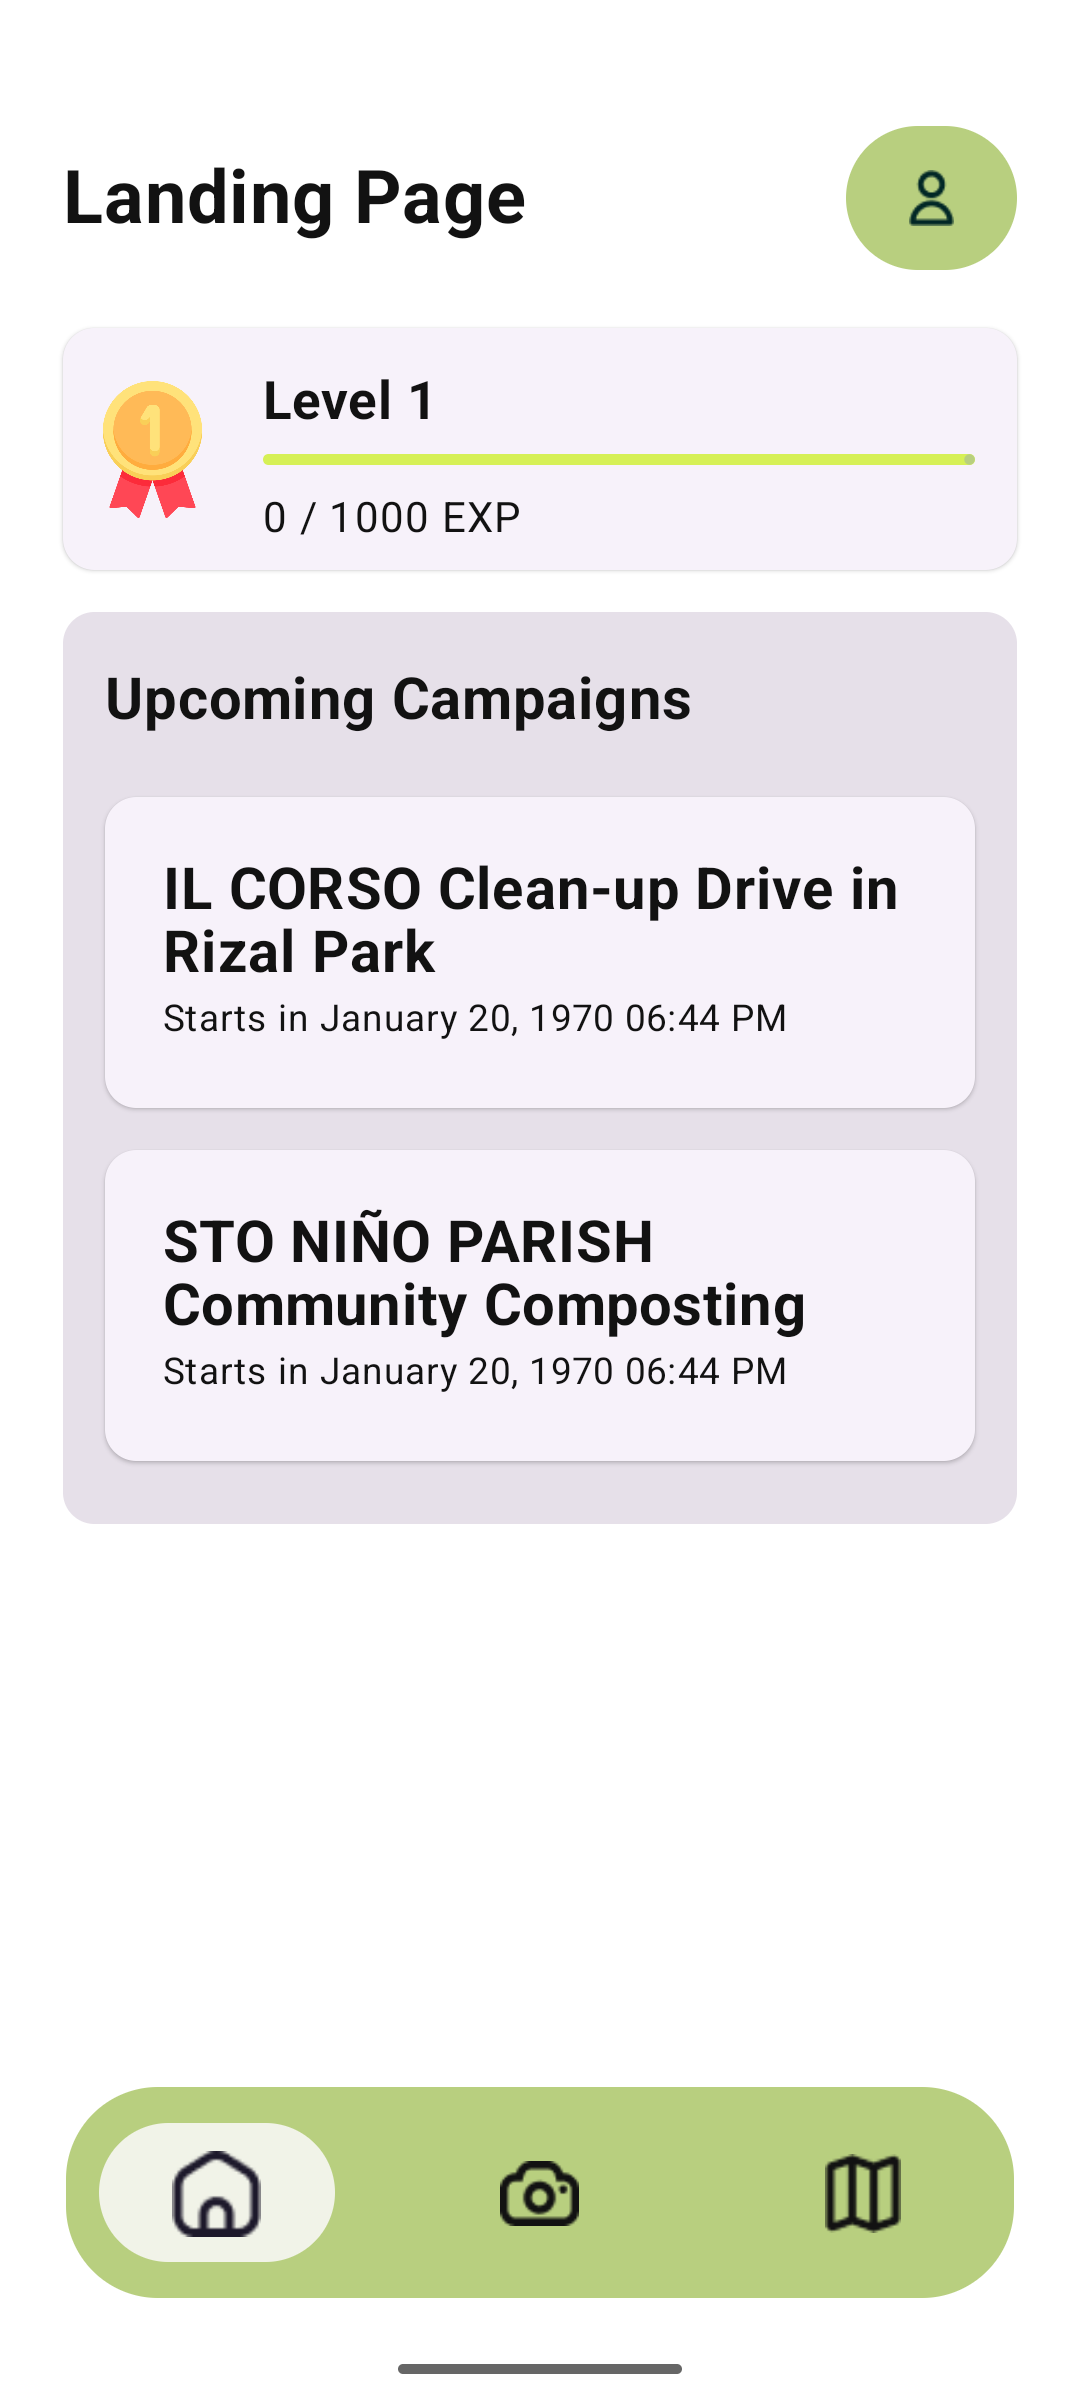 Landing Page
1
Level 1
0 / 1000 EXP
Upcoming Campaigns
IL CORSO Clean-up Drive in
Rizal Park
Starts in January 20, 1970 06:44 PM
STO NIÑO PARISH
Community Composting
Starts in January 20, 1970 06:44 PM